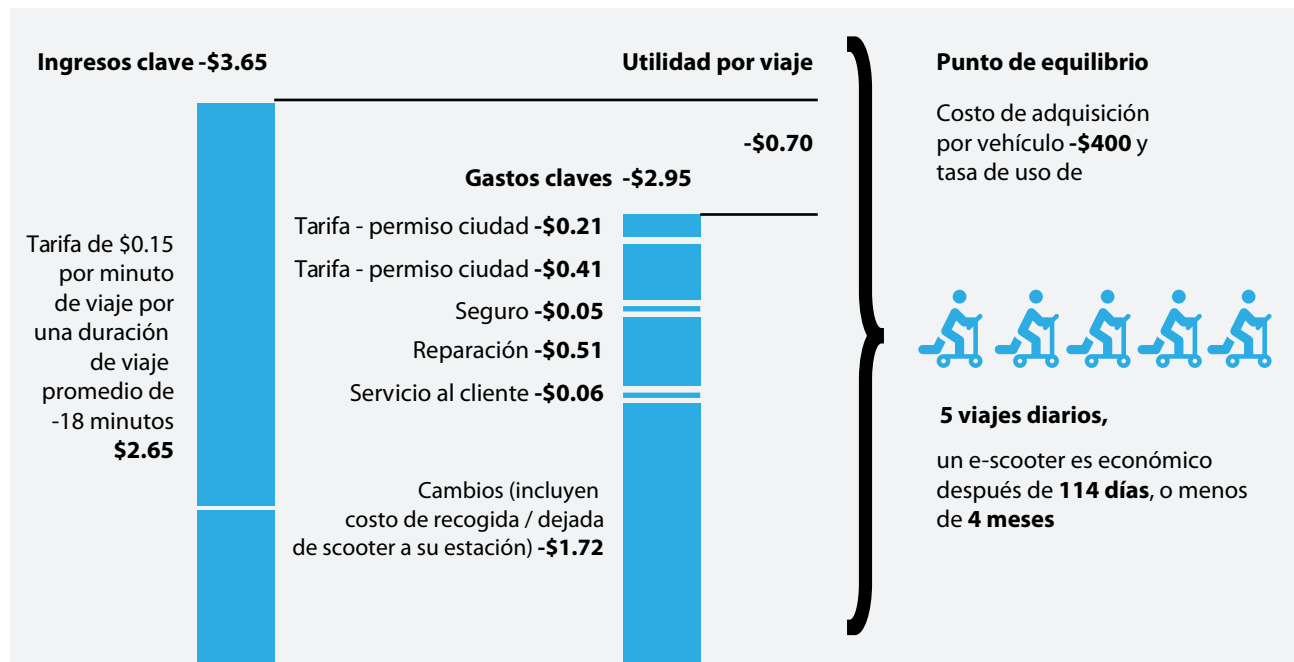 Ingresos clave -$3.65
Tarifa de $0.15
por minuto
de viaje por
una duración
de viaje
promedio de
-18 minutos
$2.65
Utilidad por viaje
-$0.70
Gastos claves -$2.95
Tarifa - permiso ciudad -$0.21
Tarifa - permiso ciudad -$0.41
Seguro -$0.05
Reparación -$0.51
Servicio al cliente -$0.06
Cambios (incluyen
costo de recogida / dejada
de scooter a su estación) -$1.72
Punto de equilibrio
Costo de adquisición
por vehículo -$400 y
tasa de uso de
5 viajes diarios,
un e-scooter es económico
después de 114 días, o menos
de 4 meses